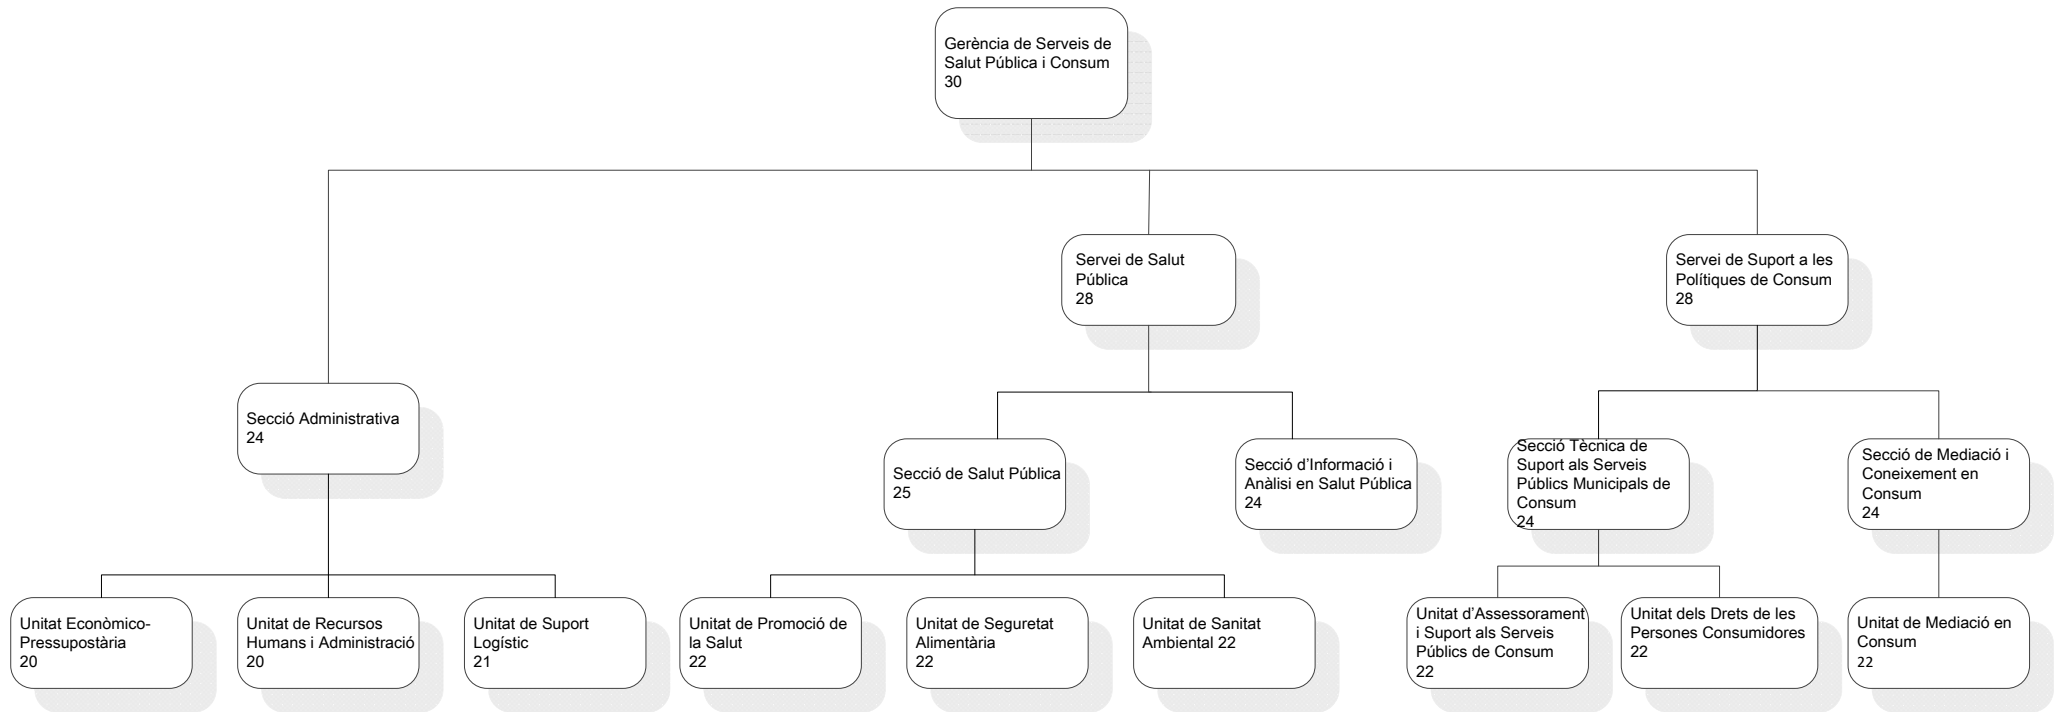 Gerència de Serveis de
Salut Pública i Consum
30
Servei de Salut
Pública
28
Servei de Suport a les
Polítiques de Consum
28
Secció Administrativa
24
Secció de Salut Pública
25
Secció d’Informació i
Anàlisi en Salut Pública
24
Secció Tècnica de
Suport als Serveis
Públics Municipals de
Consum
24
Secció de Mediació i
Coneixement en
Consum
24
Unitat Econòmico-
Pressupostària
20
Unitat de Recursos
Humans i Administració
20
Unitat de Suport
Logístic
21
Unitat de Promoció de
la Salut
22
Unitat de Seguretat
Alimentària
22
Unitat de Sanitat
Ambiental 22
Unitat d’Assessorament
i Suport als Serveis
Públics de Consum
22
Unitat dels Drets de les
Persones Consumidores
22
Unitat de Mediació en
Consum
22